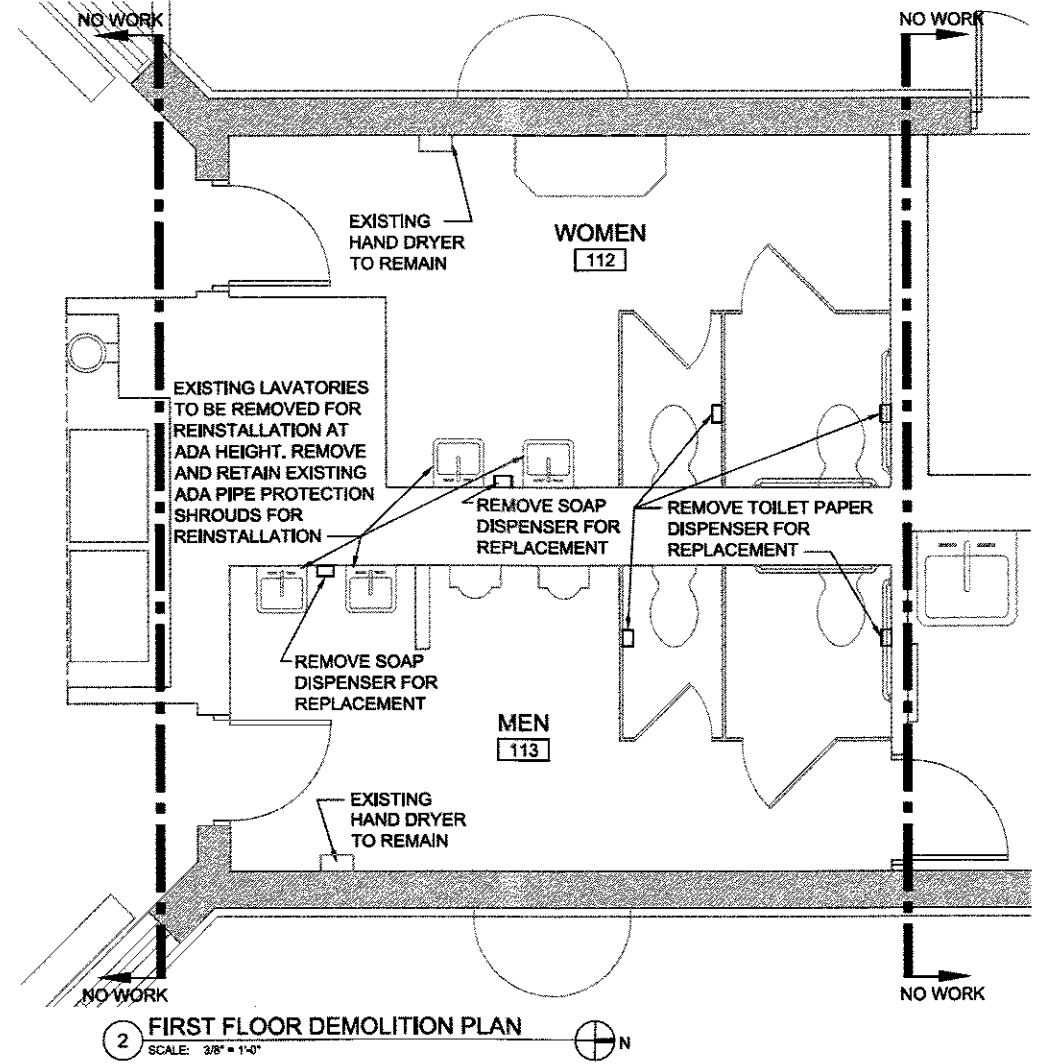 NO WORK
NO WORK
EXISTING
HAND DRYER
TO REMAIN
WOMEN
112
EXISTING LAVATORIES
TO BE REMOVED FOR
REINSTALLATION AT
ADA HEIGHT. REMOVE
AND RETAIN EXISTING
ADA PIPE PROTECTION
SHROUDS FOR
REINSTALLATION
REMOVE SOAP
DISPENSER FOR
REPLACEMENT
REMOVE TOILET PAPER
DISPENSER FOR
REPLACEMENT
REMOVE SOAP
DISPENSER FOR
REPLACEMENT
MEN
113
EXISTING
HAND DRYER
TO REMAIN
NO WORK
NO WORK
2
FIRST FLOOR DEMOLITION PLAN
SCALE: 3/8" = 1'-0"
N